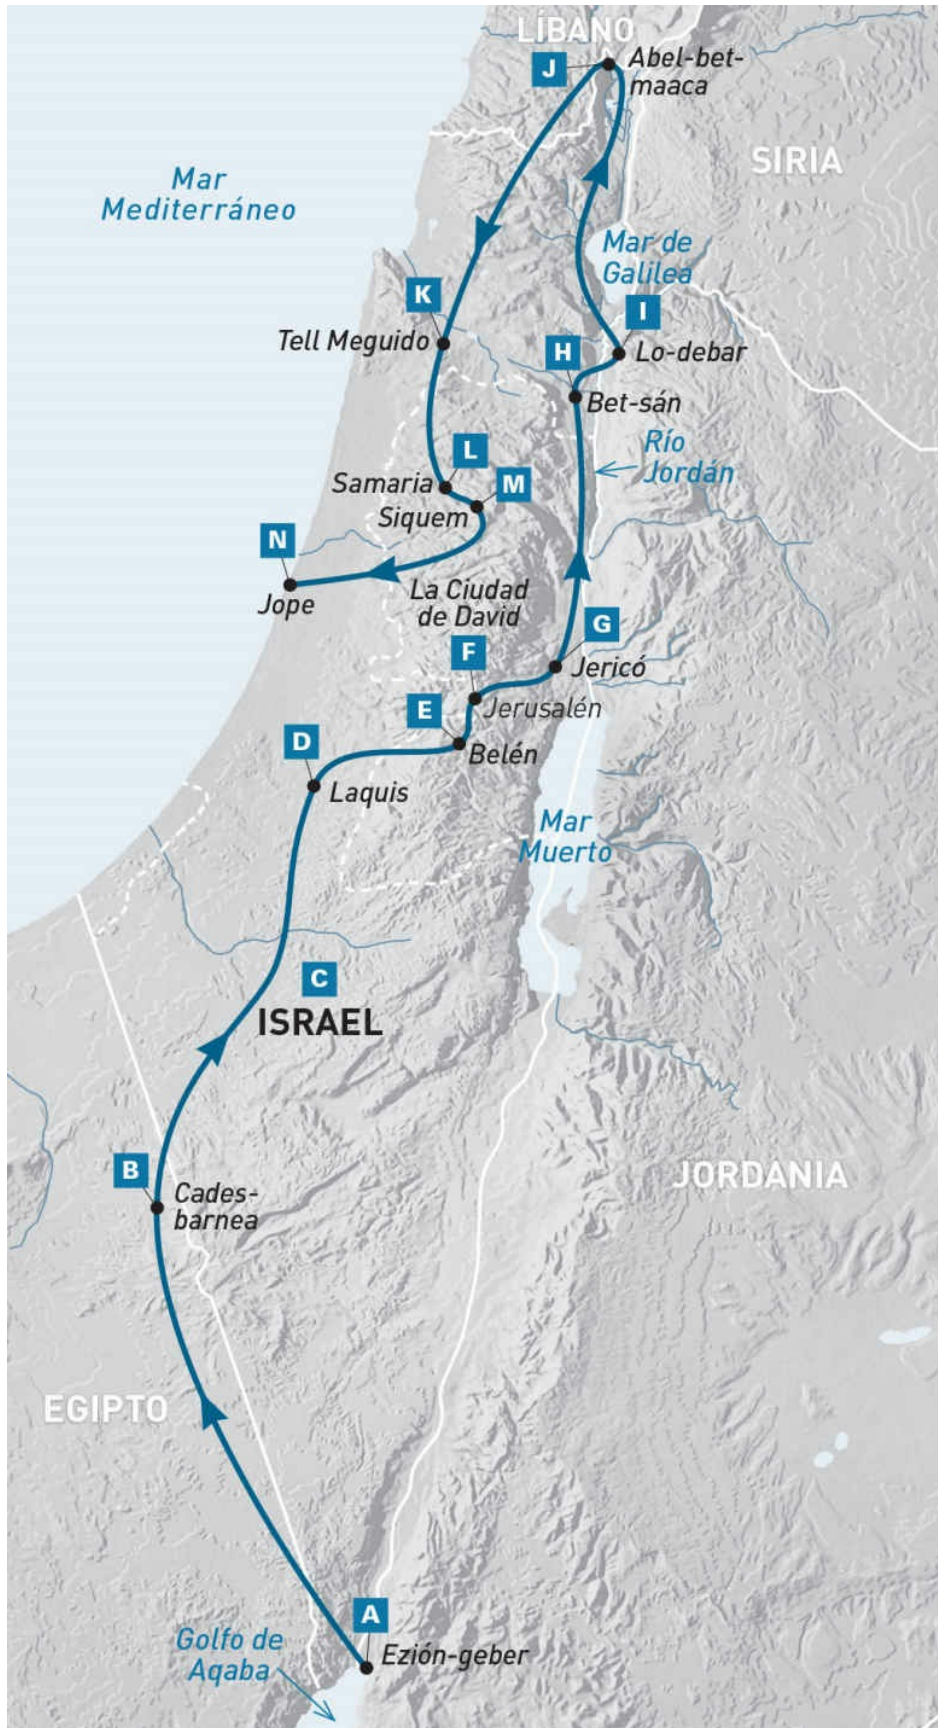 LÍBANO
J
Abel-bet-
maaca
SIRIA
Mar
Mediterráneo
Mar de
Galilea
K
I
Tell Meguido
Lo-debar
H
Bet-sán
Río
Jordán
L
Samaria
M
Siquem
N
Jope
La Ciudad
de David
G
F
Jericó
Jerusalén
E
Belén
D
Laquis
Mar
Muerto
C
ISRAEL
B
Cades-
barnea
JORDANIA
EGIPTO
A
Ezión-geber
Golfo de
Aqaba